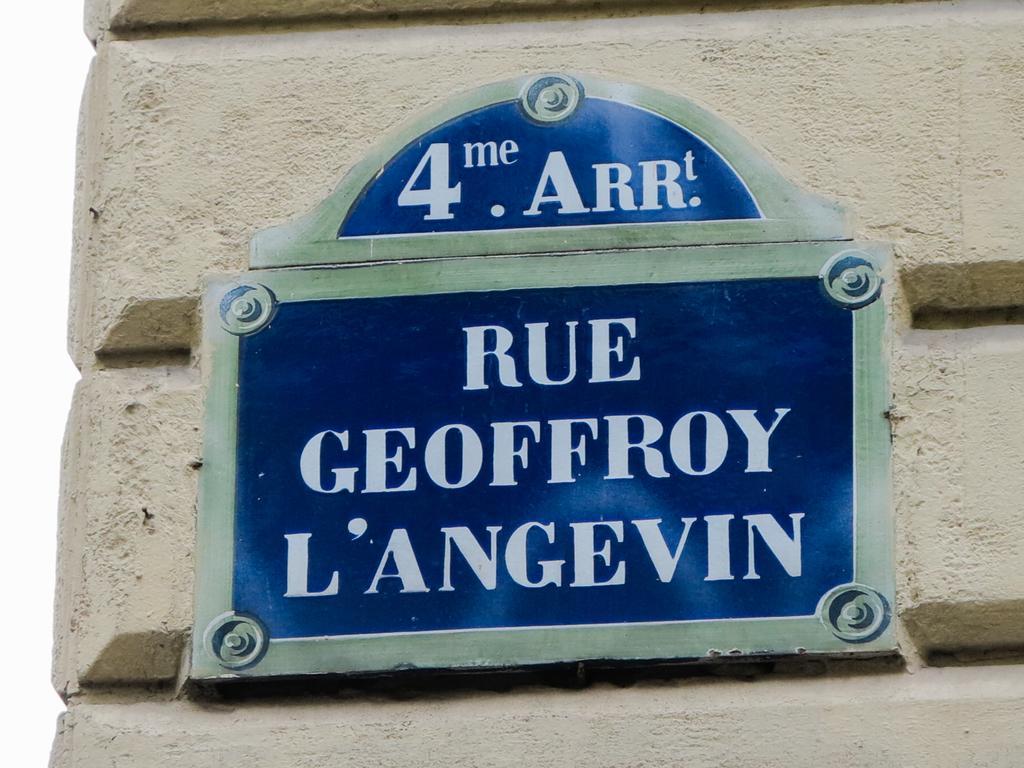 4me. ARRt.
RUE
GEOFFROY
L'ANGEVIN